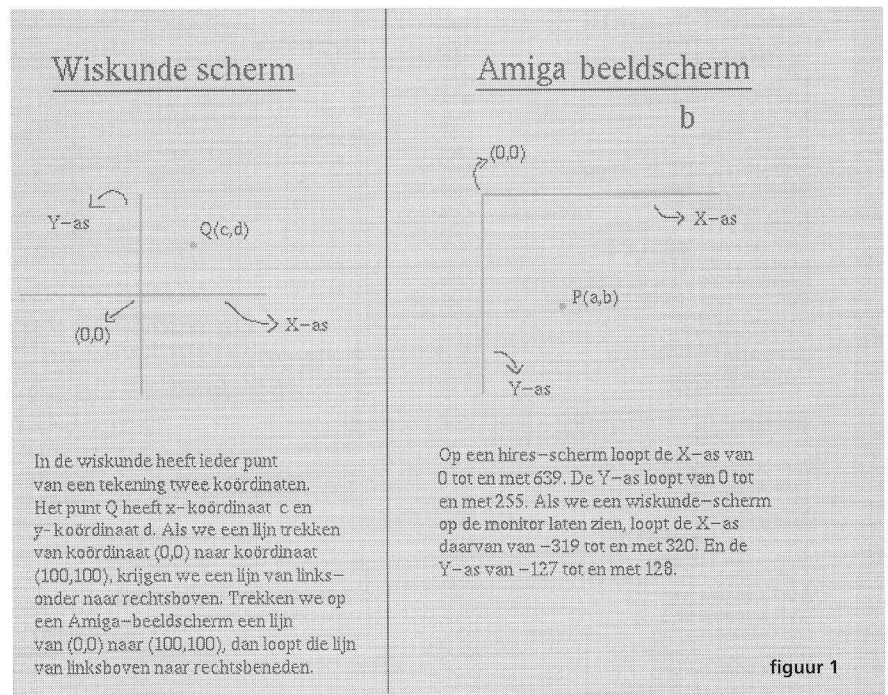 Wiskunde scherm
Y-as
Q(c,d)
(0,0)
X-as
In de wiskunde heeft ieder punt
van een tekening twee koördinaten.
Het punt Q heeft x-koördinaat c en
y-koördinaat d. Als we een lijn trekken
van koördinaat (0,0) naar koördinaat
(100,100), krijgen we een lijn van links-
onder naar rechtsboven. Trekken we op
een Amiga-beeldscherm een lijn
van (0,0) naar (100,100), dan loopt die lijn
van linksboven naar rechtsbeneden.
Amiga beeldscherm
b
(0,0)
X-as
P(a,b)
Y-as
Op een hires-scherm loopt de X-as van
0 tot en met 639. De Y-as loopt van 0 tot
en met 255. Als we een wiskunde-scherm
op de monitor laten zien, loopt de X-as
daarvan van -319 tot en met 320. En de
Y-as van -127 tot en met 128.
figuur 1